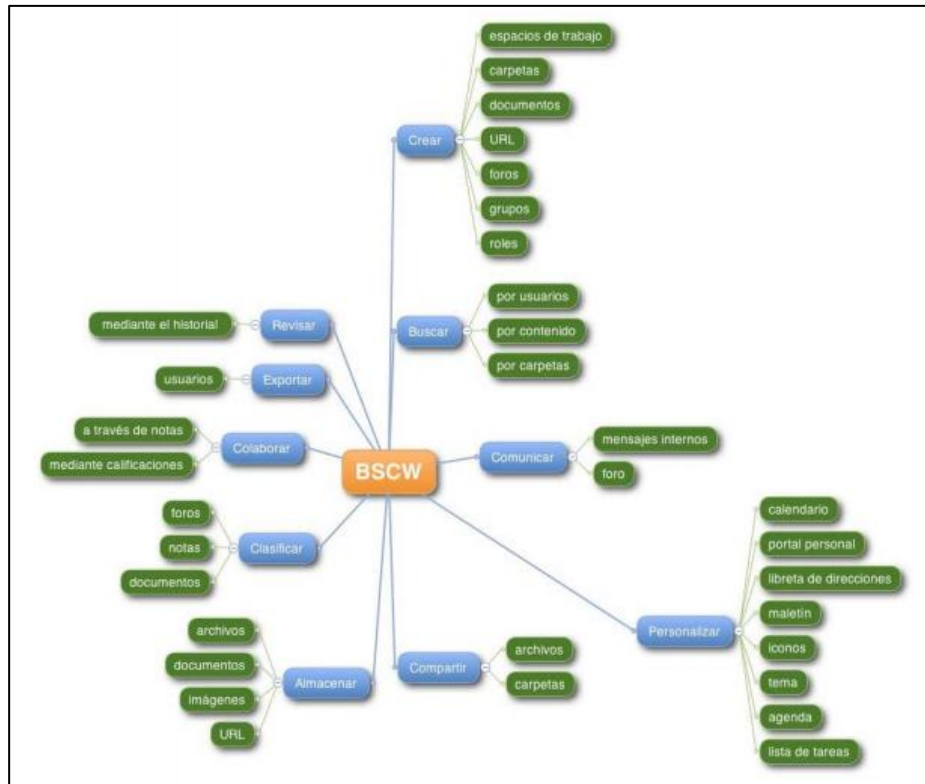 BSCW
Crear
espacios de trabajo
carpetas
documentos
URL
foros
grupos
roles
Buscar
por usuarios
por contenido
por carpetas
Comunicar
mensajes internos
foro
Personalizar
calendario
portal personal
libreta de direcciones
maletín
iconos
tema
agenda
lista de tareas
Compartir
archivos
carpetas
Revisar
mediante el historial
Exportar
usuarios
Colaborar
a través de notas
mediante calificaciones
Clasificar
foros
notas
documentos
Almacenar
archivos
documentos
imágenes
URL